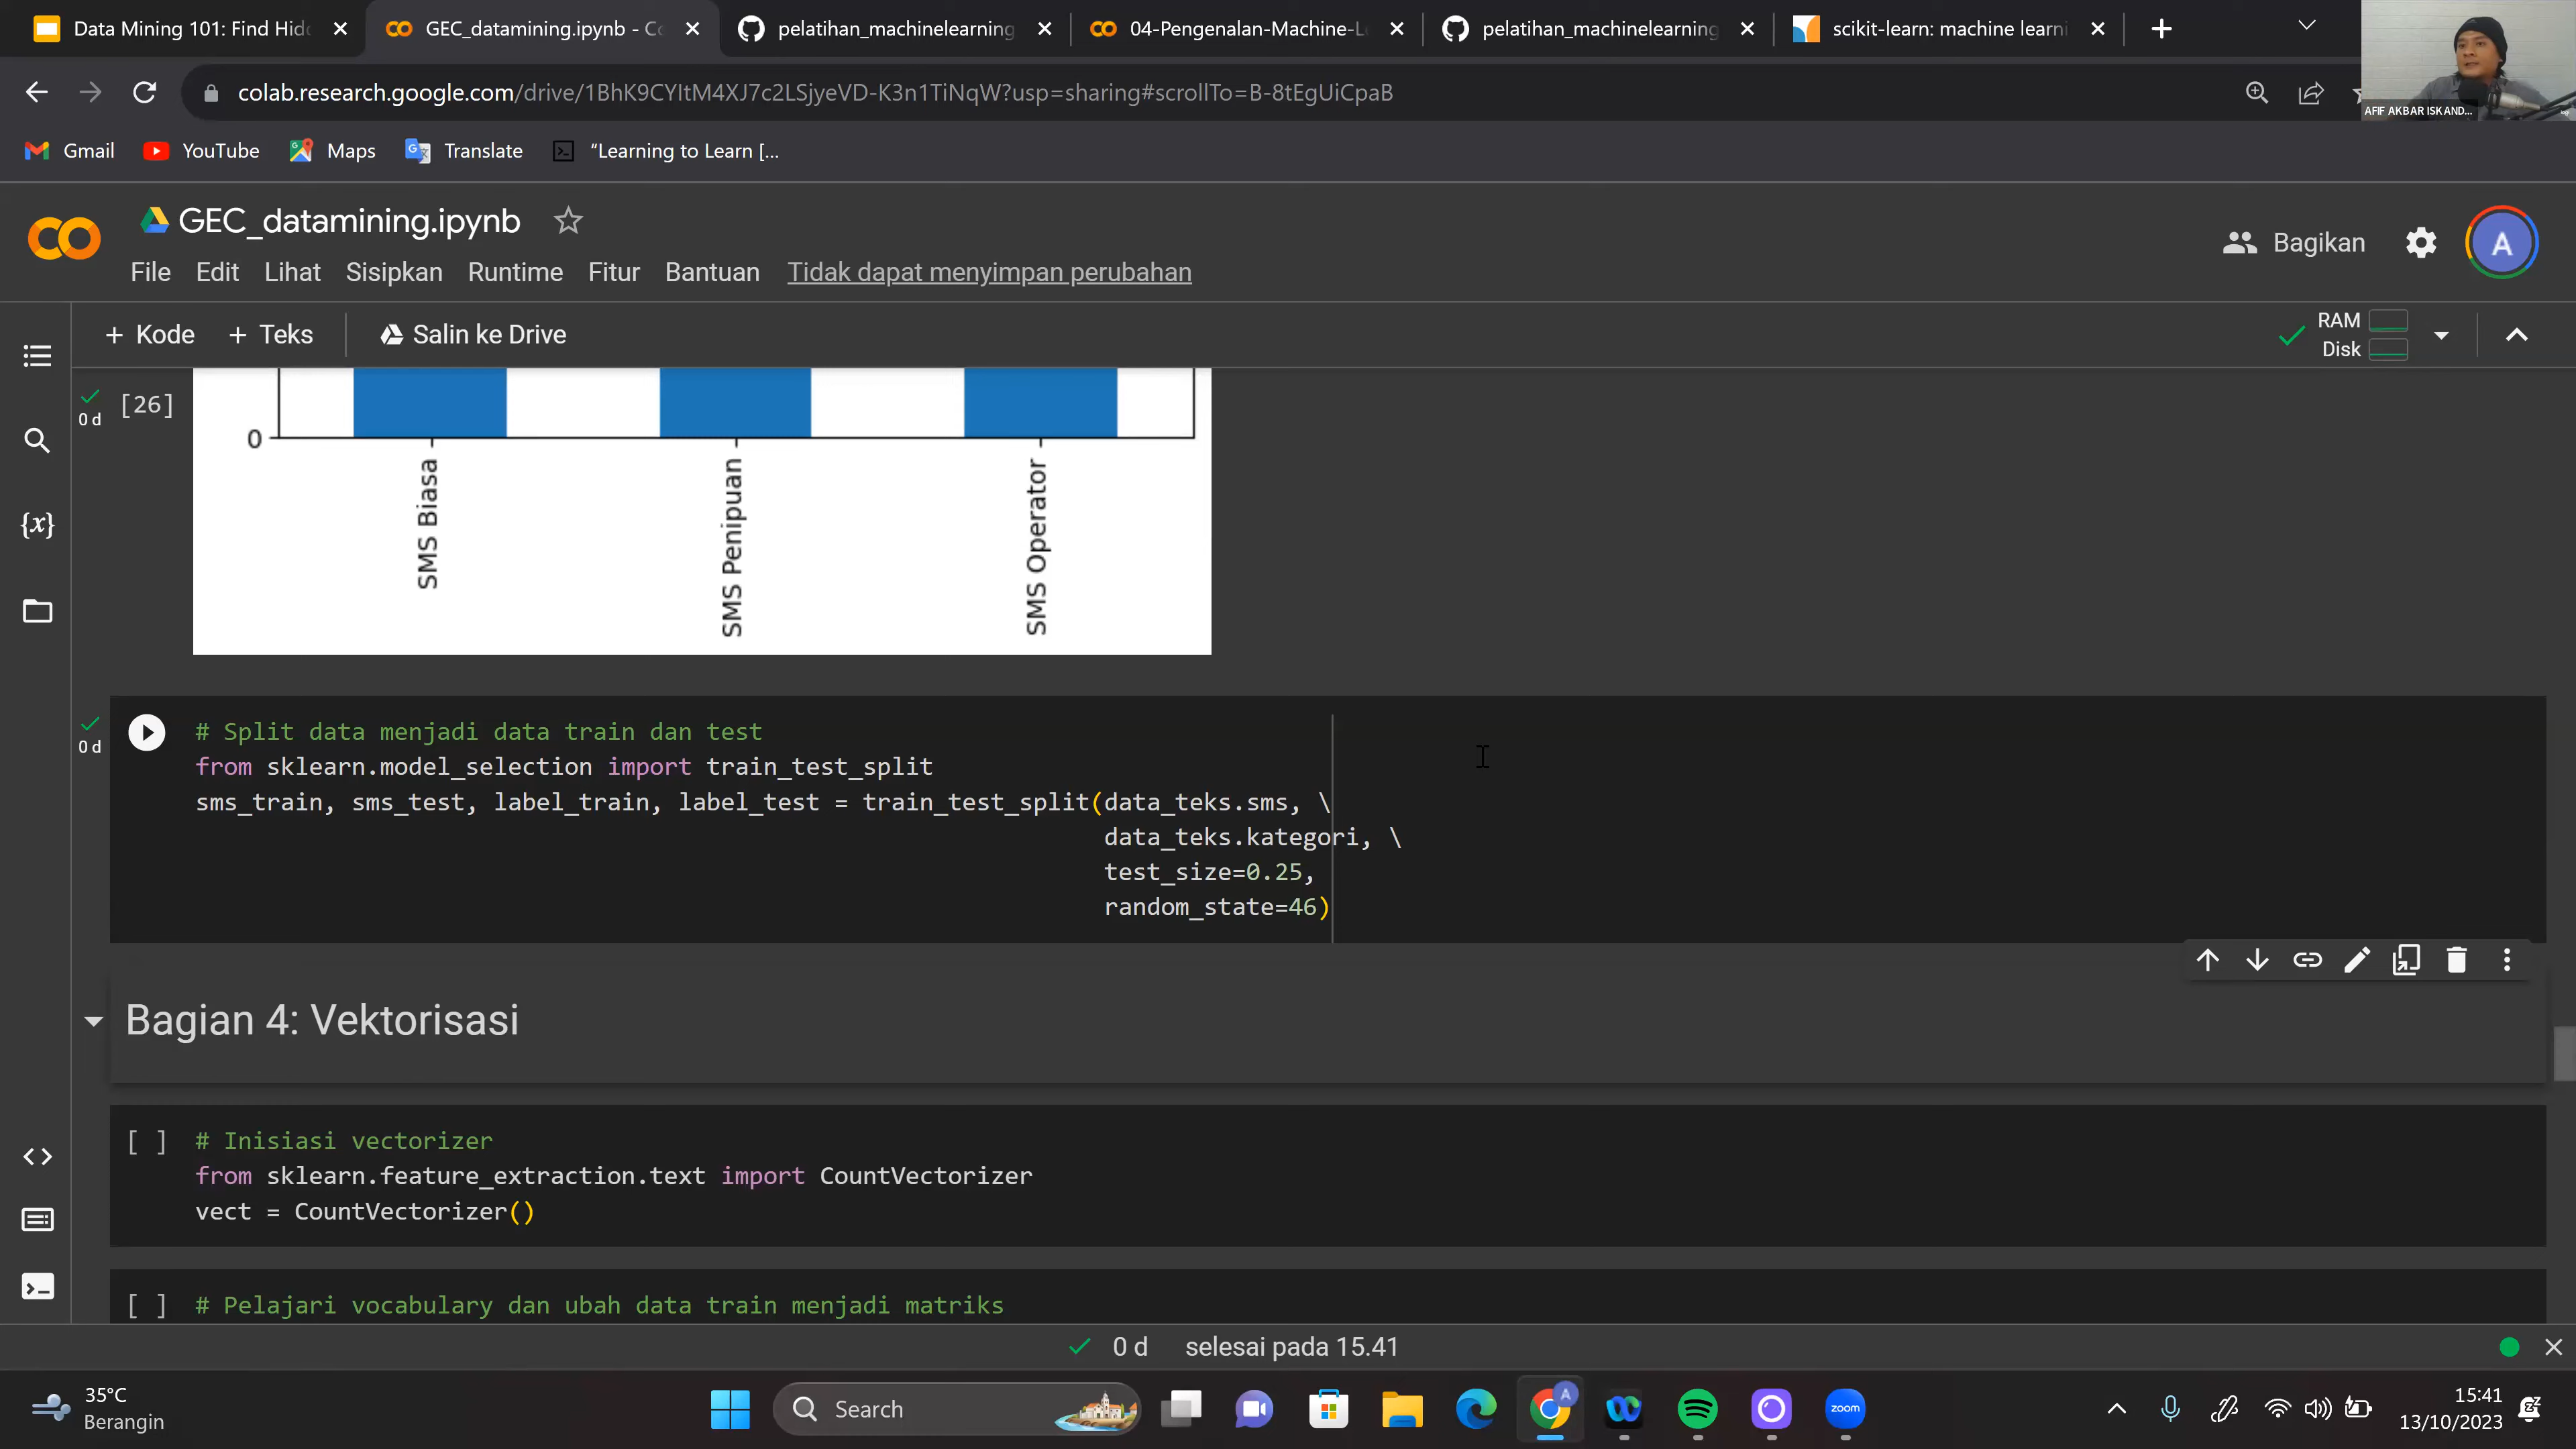 Data Mining 101: Find Hid
GEC_datamining.ipynb - Co
pelatihan_machinelearning
04-Pengenalan-Machine-Le
pelatihan_machinelearning
scikit-learn: machine learni
colab.research.google.com/drive/1BhK9CYItM4XJ7c2LSjyeVD-K3n1TiNqW?usp=sharing#scrollTo=B-8tEgUiCpaB
AFIF AKBAR ISKAND...
Gmail
YouTube
Maps
Translate
“Learning to Learn [...
GEC_datamining.ipynb
Bagikan
A
File Edit Lihat Sisipkan Runtime Fitur Bantuan Tidak dapat menyimpan perubahan
+ Kode + Teks Salin ke Drive
RAM
Disk
[26]
0 d
0
SMS Biasa
SMS Penipuan
SMS Operator
0 d
# Split data menjadi data train dan test
from sklearn.model_selection import train_test_split
sms_train, sms_test, label_train, label_test = train_test_split(data_teks.sms, \
data_teks.kategori, \
test_size=0.25,
random_state=46)
Bagian 4: Vektorisasi
[ ] # Inisiasi vectorizer
from sklearn.feature_extraction.text import CountVectorizer
vect = CountVectorizer()
[ ] # Pelajari vocabulary dan ubah data train menjadi matriks
0 d selesai pada 15.41
35°C
Berangin
Search
A
zoom
15:41
13/10/2023